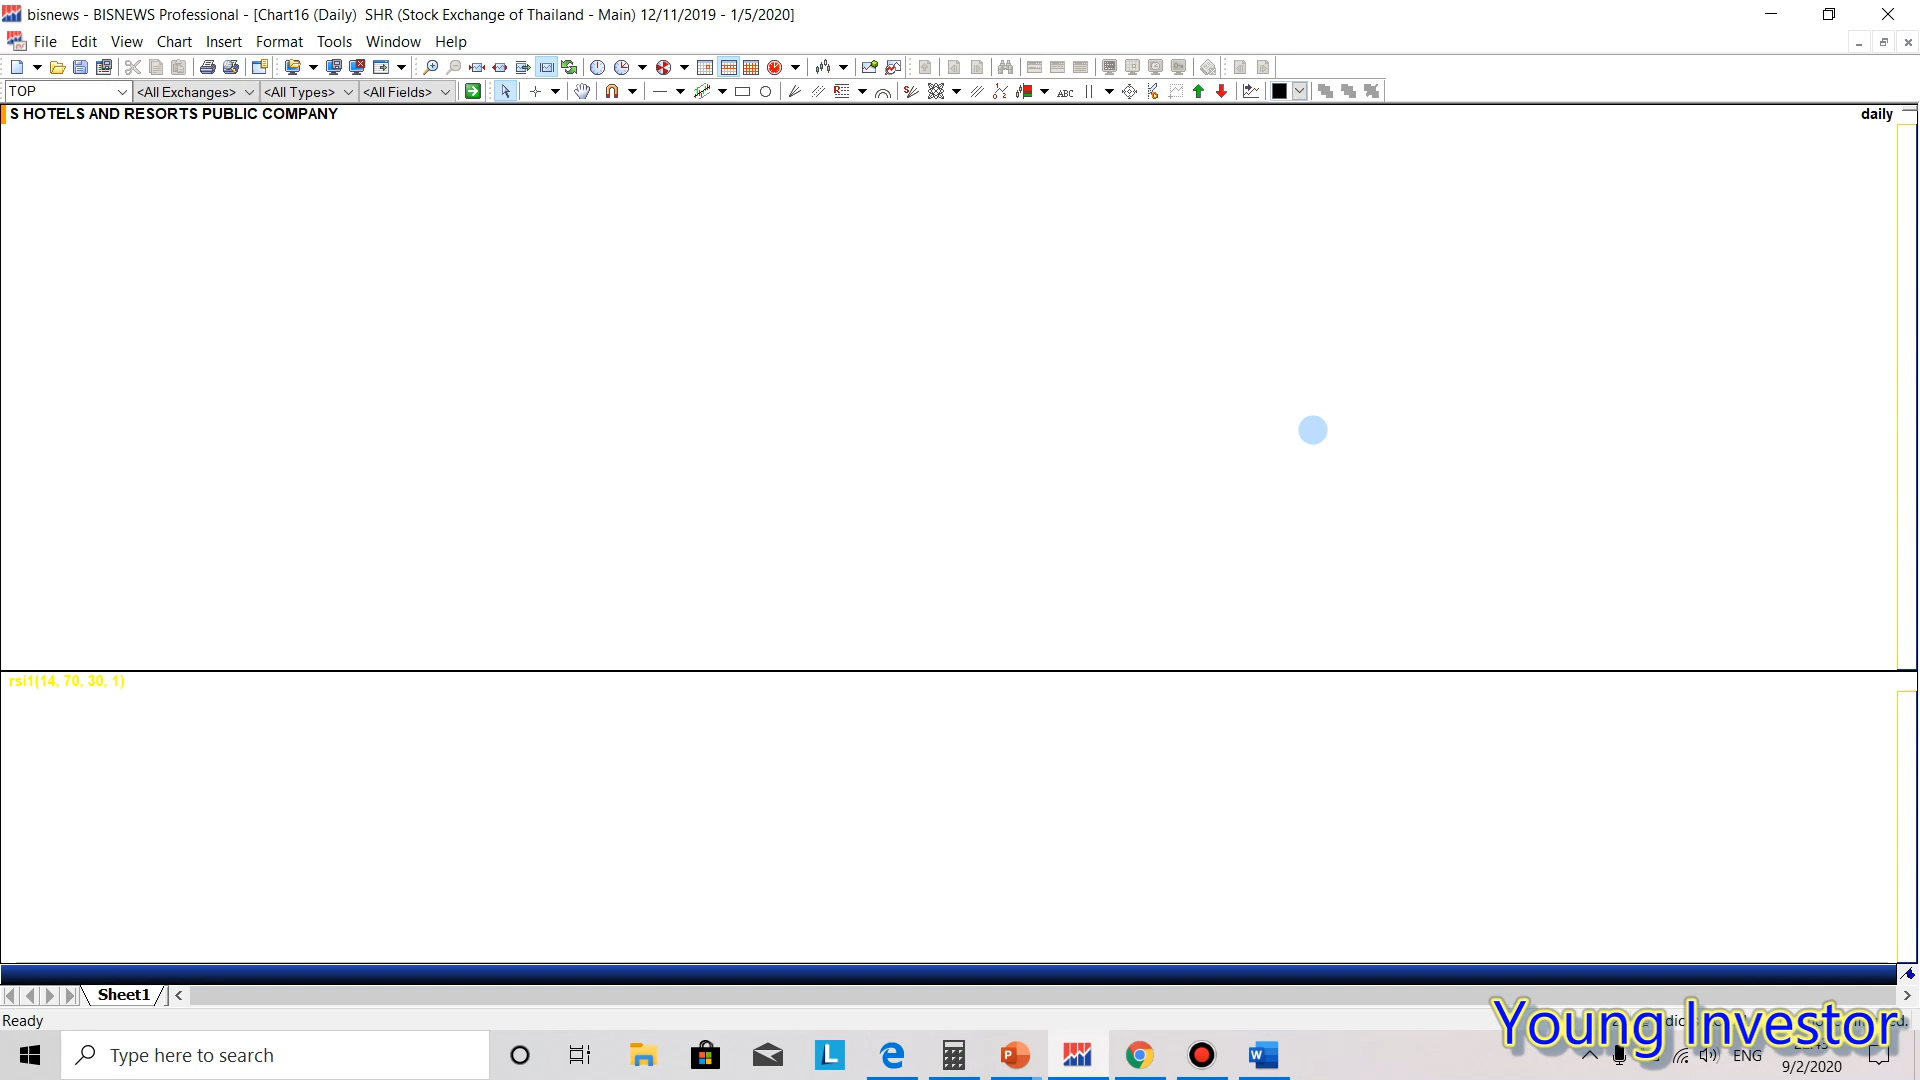 bisnews - BISNEWS Professional - [Chart16 (Daily)  SHR (Stock Exchange of Thailand - Main) 12/11/2019 - 1/5/2020]
File Edit View Chart Insert Format Tools Window Help
TOP <All Exchanges> <All Types> <All Fields> ABC
S HOTELS AND RESORTS PUBLIC COMPANY daily
rsi1(14, 70, 30, 1)
Sheet1
Ready
Young Investor
Type here to search
ENG
9/2/2020